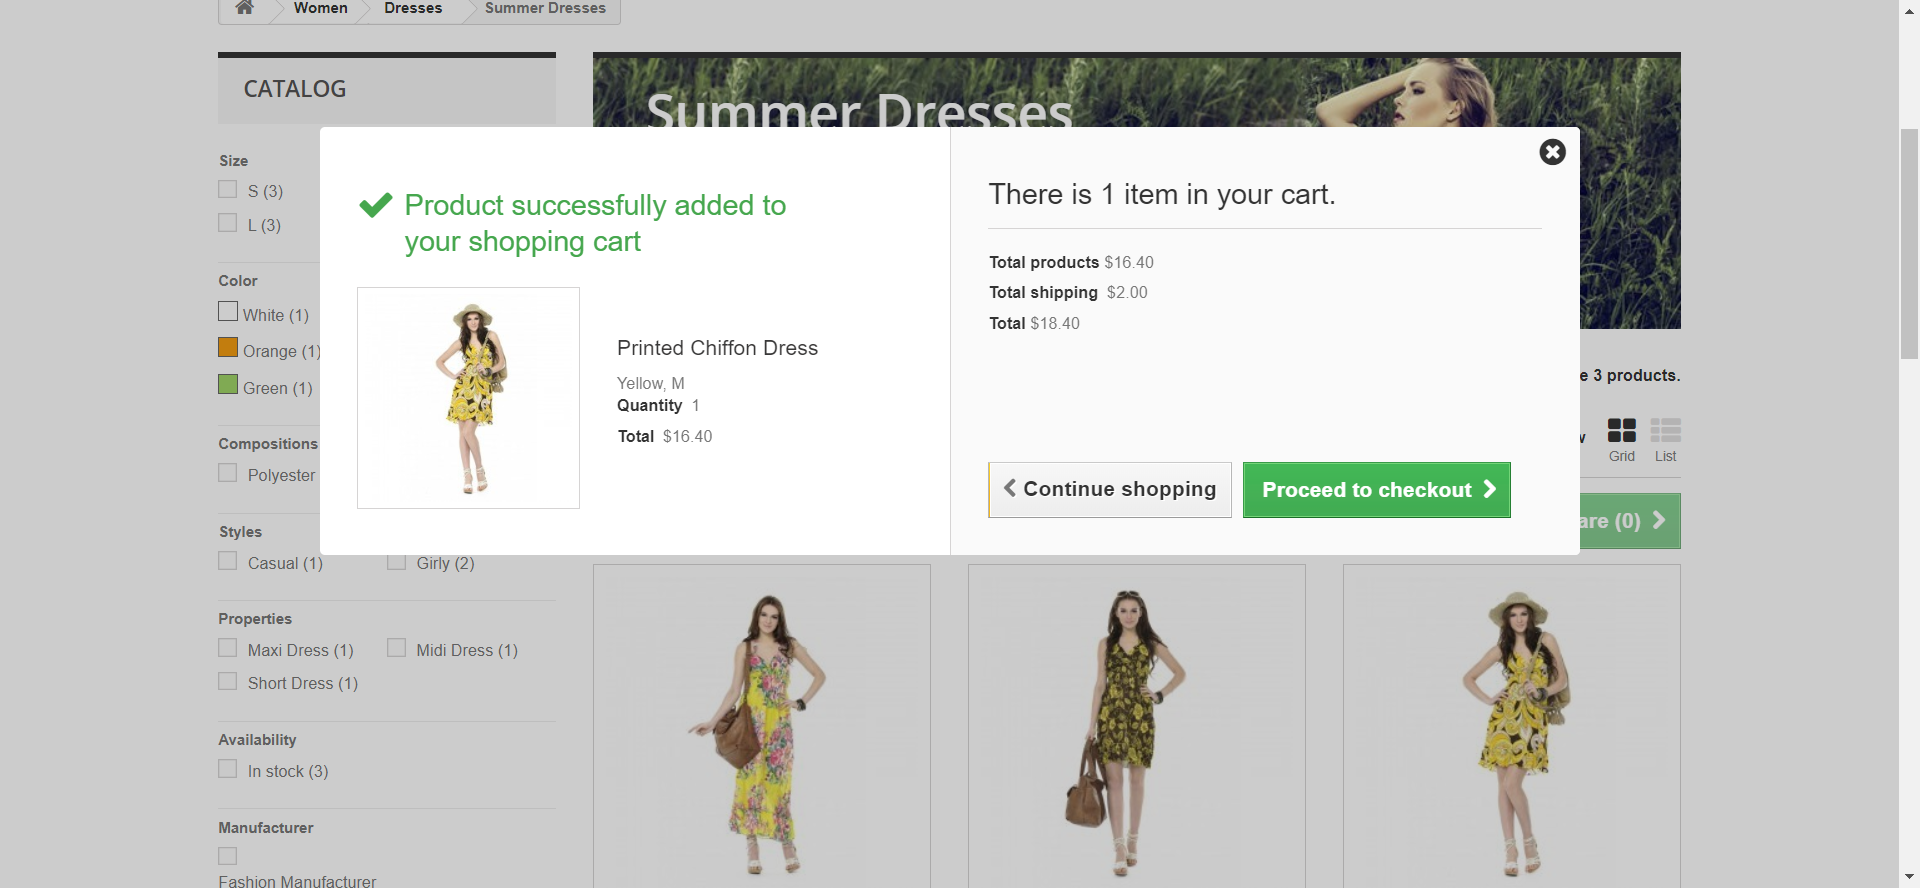 Women
Dresses
Summer Dresses
CATALOG
Size
S (3)
L (3)
Color
White (1)
Orange (1)
Green (1)
Compositions
Polyester
Styles
Casual (1)
Girly (2)
Properties
Maxi Dress (1)
Midi Dress (1)
Short Dress (1)
Availability
In stock (3)
Manufacturer
Fashion Manufacturer
Summer Dresses
Product successfully added to
your shopping cart
Printed Chiffon Dress
Yellow, M
Quantity 1
Total $16.40
There is 1 item in your cart.
Total products $16.40
Total shipping $2.00
Total $18.40
Continue shopping
Proceed to checkout
3 products.
Grid
List
(0)